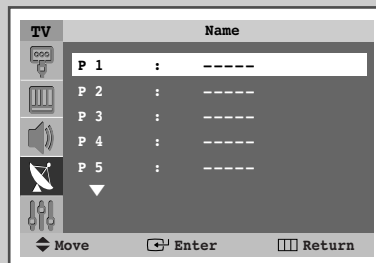 TV Name
P 1 : -----
P 2 : -----
P 3 : -----
P 4 : -----
P 5 : -----
Move Enter Return